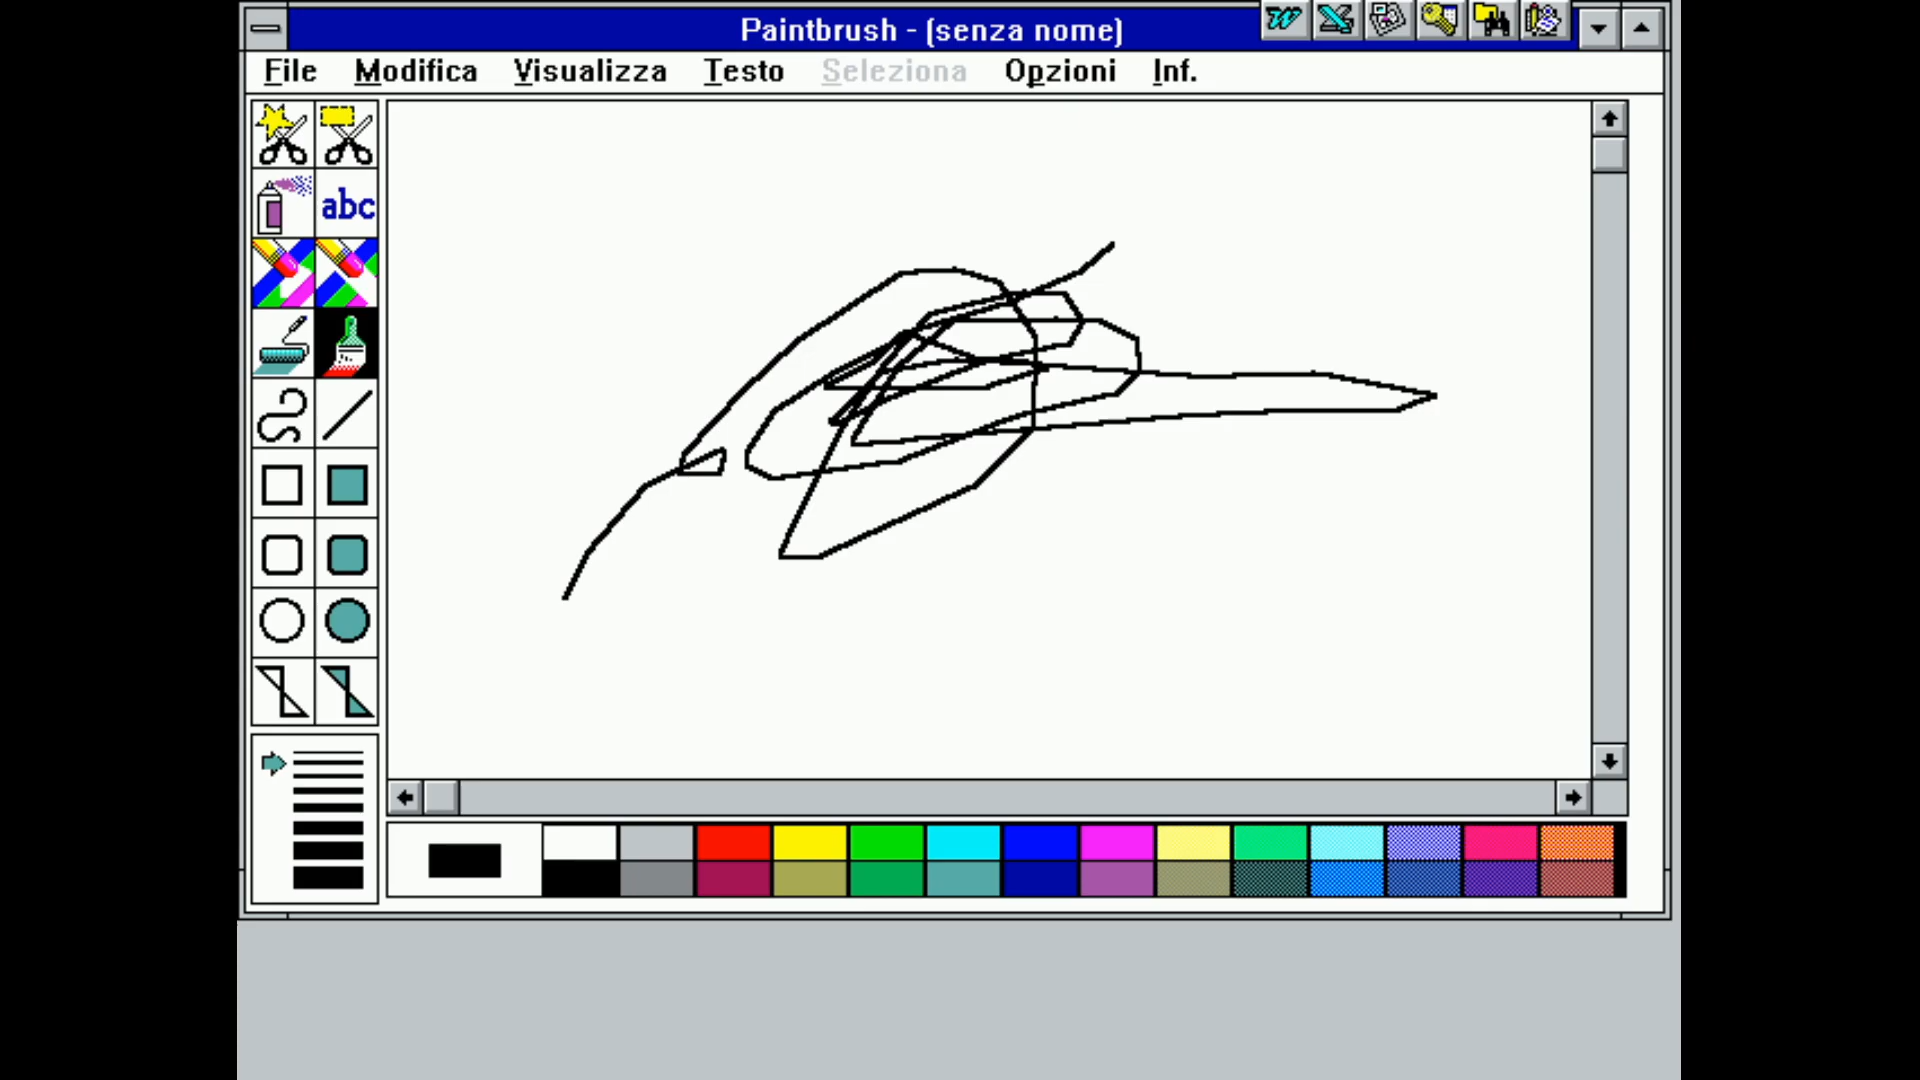 Paintbrush - (senza nome)
File Modifica Visualizza Testo Seleziona Opzioni Inf.
abc